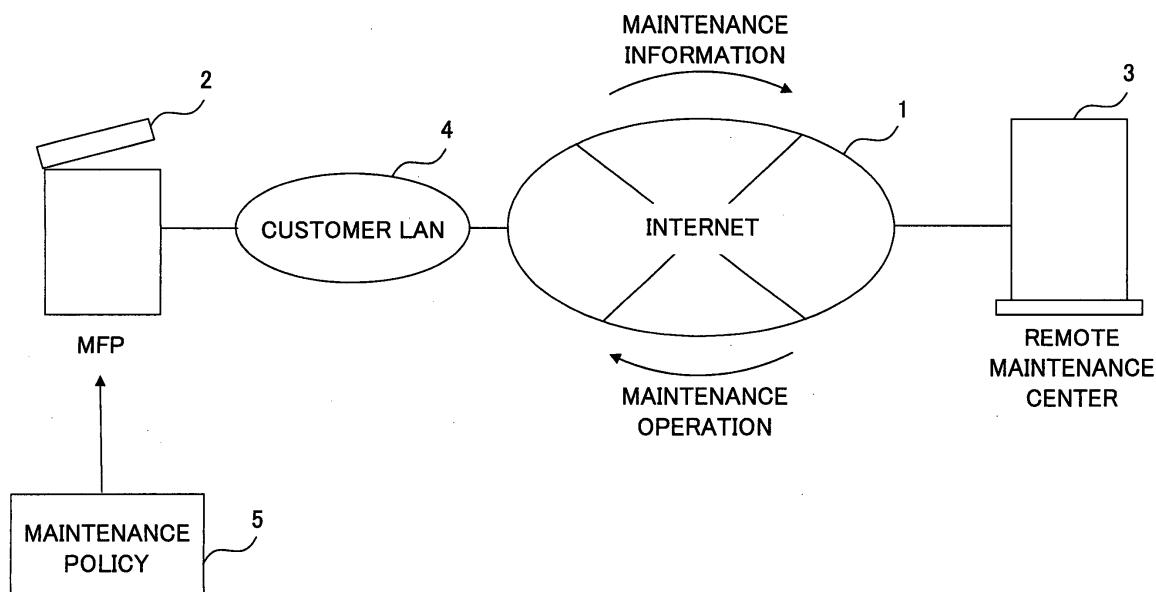 MAINTENANCE
INFORMATION
2
3
1
4
CUSTOMER LAN
INTERNET
MFP
REMOTE
MAINTENANCE
CENTER
MAINTENANCE
OPERATION
5
MAINTENANCE
POLICY